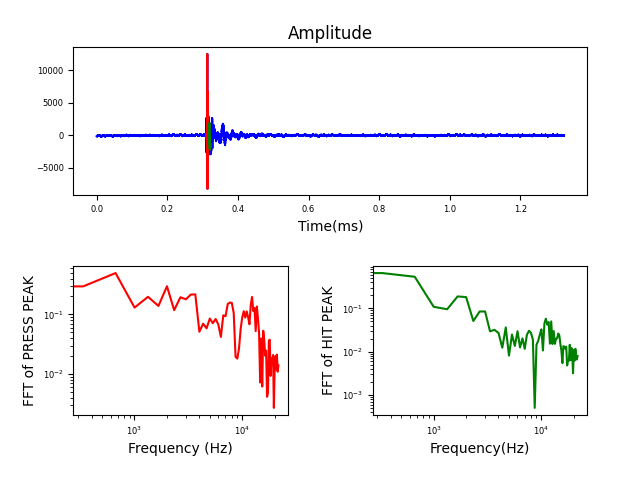 Amplitude
10000
5000
0
−5000
0.0 0.2 0.4 0.6 0.8 1.0 1.2
Time(ms)
FFT of PRESS PEAK
10⁻¹
10⁻²
10³ 10⁴
Frequency (Hz)
FFT of HIT PEAK
10⁻¹
10⁻²
10⁻³
10³ 10⁴
Frequency(Hz)